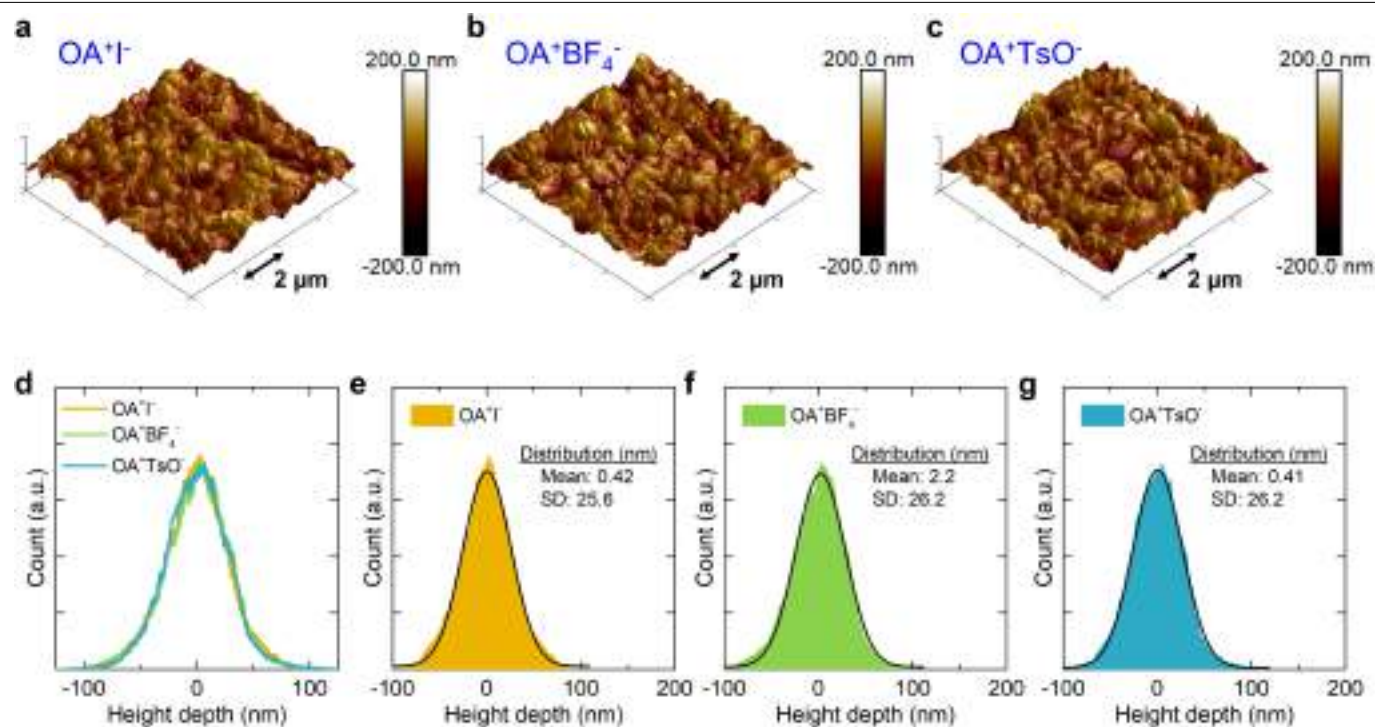 a
OA⁺I⁻
200.0 nm
-200.0 nm
2 µm
b
OA⁺BF₄⁻
200.0 nm
-200.0 nm
2 µm
c
OA⁺TsO⁻
200.0 nm
-200.0 nm
2 µm
d
OA⁺I⁻
OA⁺BF₄⁻
OA⁺TsO⁻
Count (a.u.)
-100 0 100
Height depth (nm)
e
OA⁺I⁻
Distribution (nm)
Mean: 0.42
SD: 25.6
Count (a.u.)
-100 0 100 200
Height depth (nm)
f
OA⁺BF₄⁻
Distribution (nm)
Mean: 2.2
SD: 26.2
Count (a.u.)
-100 0 100 200
Height depth (nm)
g
OA⁺TsO⁻
Distribution (nm)
Mean: 0.41
SD: 26.2
Count (a.u.)
-100 0 100 200
Height depth (nm)